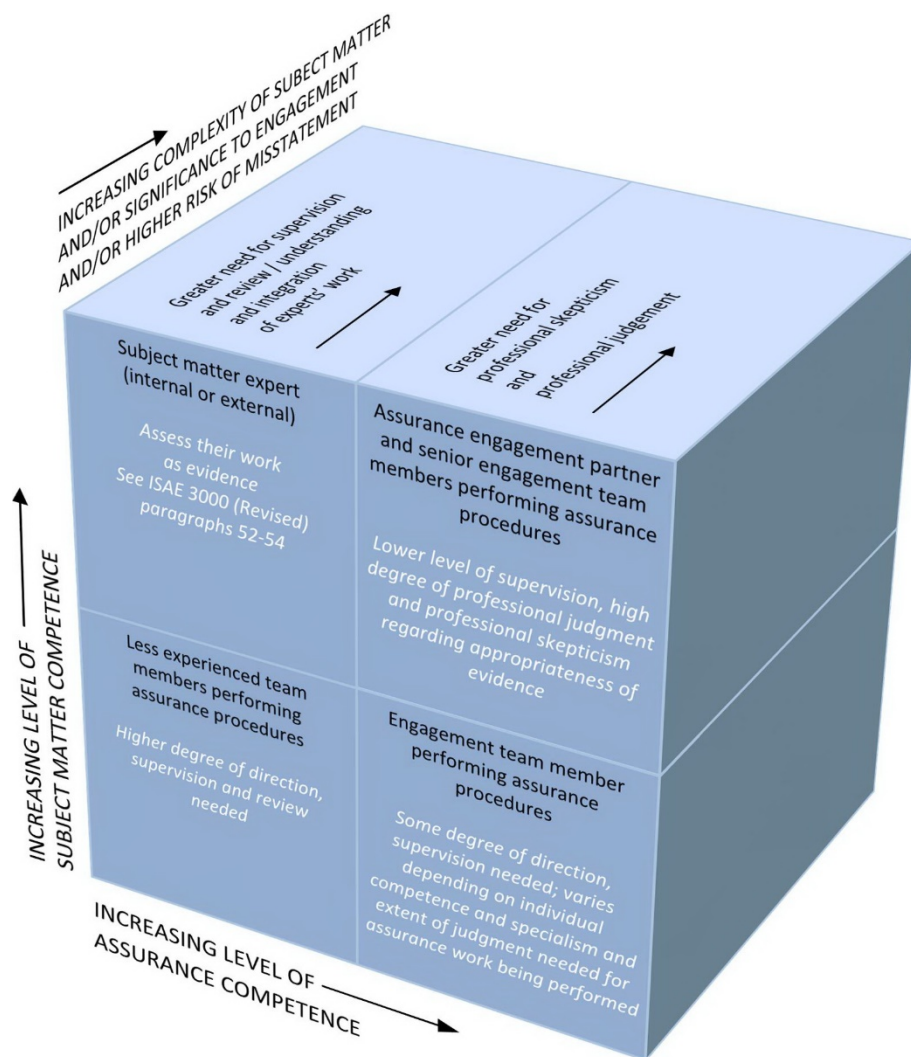 INCREASING COMPLEXITY OF SUBECT MATTER
AND/OR SIGNIFICANCE TO ENGAGEMENT
AND/OR HIGHER RISK OF MISSTATEMENT
Greater need for supervision
and review / understanding
and integration
of experts' work
Greater need for
professional skepticism
and
professional judgement
Subject matter expert
(internal or external)
Assess their work
as evidence
See ISAE 3000 (Revised)
paragraphs 52-54
Assurance engagement partner
and senior engagement team
members performing assurance
procedures
Lower level of supervision, high
degree of professional judgment
and professional skepticism
regarding appropriateness of
evidence
Less experienced team
members performing
assurance procedures
Higher degree of direction,
supervision and review
needed
Engagement team member
performing assurance
procedures
Some degree of direction,
supervision needed; varies
depending on individual
competence and specialism and
extent of judgment needed for
assurance work being performed
INCREASING LEVEL OF
SUBJECT MATTER COMPETENCE
INCREASING LEVEL OF
ASSURANCE COMPETENCE